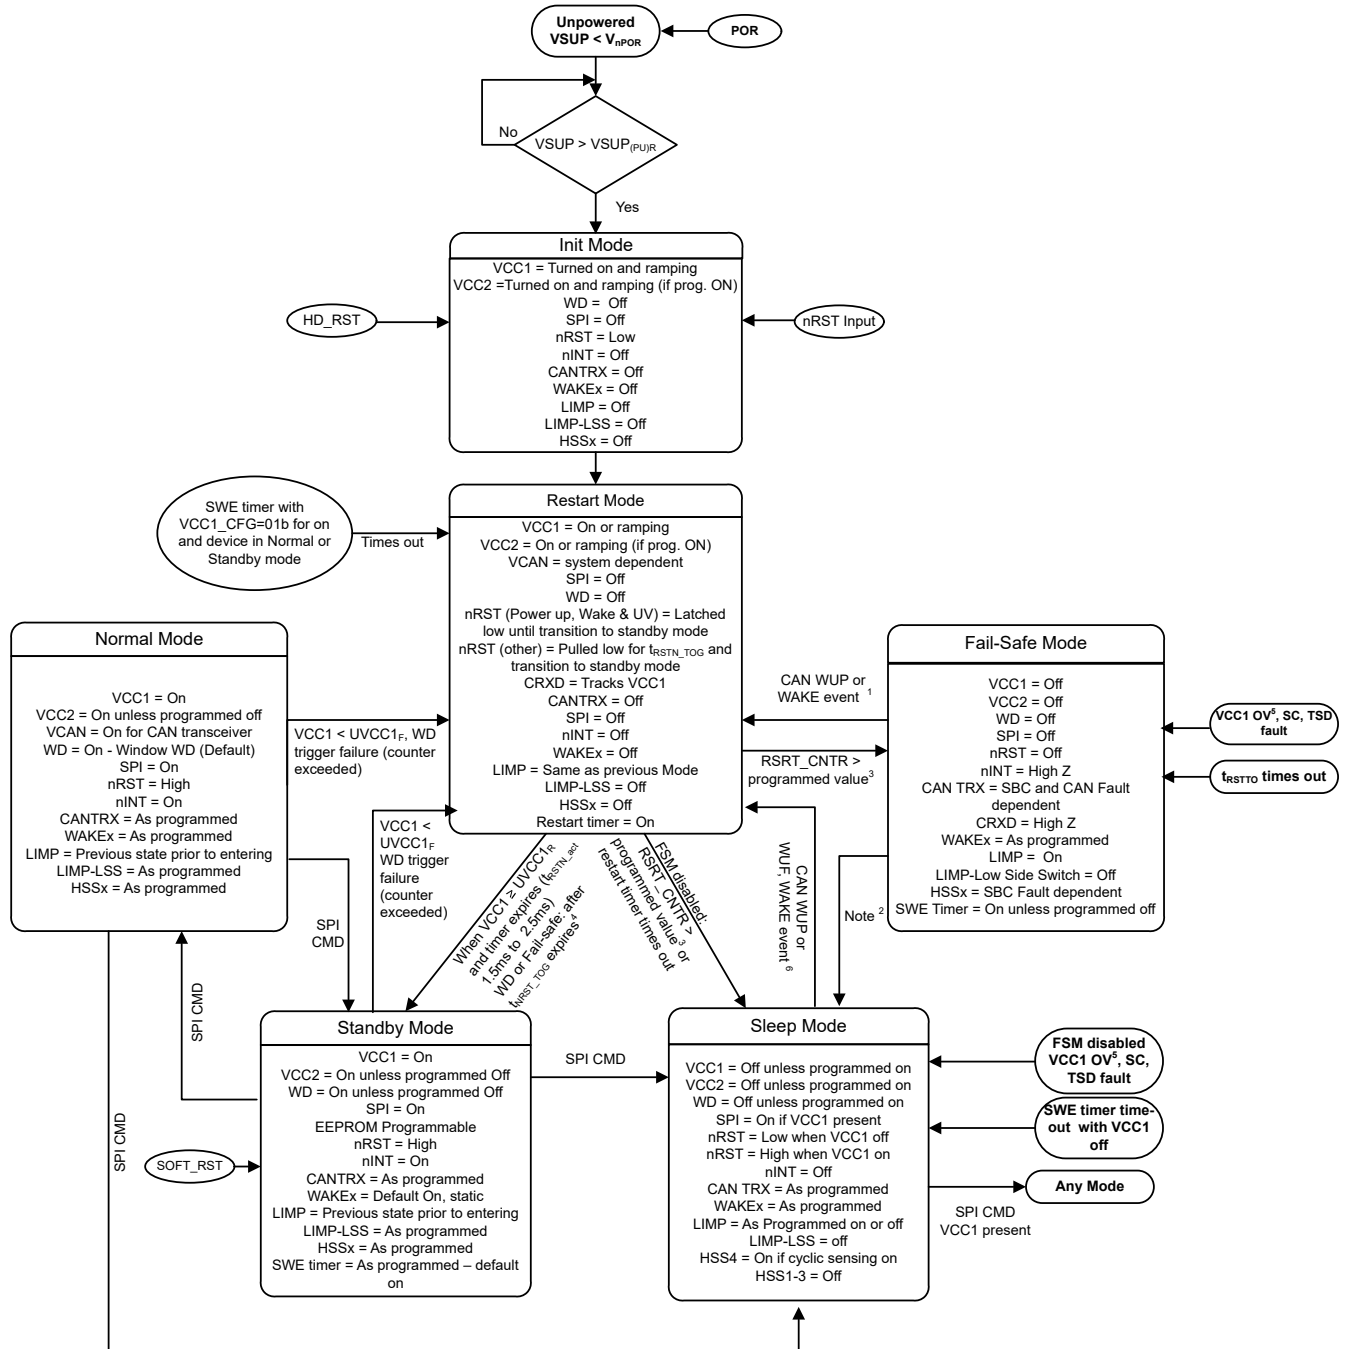 Unpowered
VSUP < VnPOR
POR
No
VSUP > VSUP(PU)R
Yes
Init Mode
VCC1 = Turned on and ramping
VCC2 =Turned on and ramping (if prog. ON)
WD = Off
SPI = Off
nRST = Low
nINT = Off
CANTRX = Off
WAKEx = Off
LIMP = Off
LIMP-LSS = Off
HSSx = Off
HD_RST
nRST Input
SWE timer with
VCC1_CFG=01b for on
and device in Normal or
Standby mode
Times out
Restart Mode
VCC1 = On or ramping
VCC2 = On or ramping (if prog. ON)
VCAN = system dependent
SPI = Off
WD = Off
nRST (Power up, Wake & UV) = Latched
low until transition to standby mode
nRST (other) = Pulled low for tRSTN_TOG and
transition to standby mode
CRXD = Tracks VCC1
CANTRX = Off
SPI = Off
nINT = Off
WAKEx = Off
LIMP = Same as previous Mode
LIMP-LSS = Off
HSSx = Off
Restart timer = On
Normal Mode
VCC1 = On
VCC2 = On unless programmed off
VCAN = On for CAN transceiver
WD = On - Window WD (Default)
SPI = On
nRST = High
nINT = On
CANTRX = As programmed
WAKEx = As programmed
LIMP = Previous state prior to entering
LIMP-LSS = As programmed
HSSx = As programmed
VCC1 < UVCC1F, WD
trigger failure (counter
exceeded)
CAN WUP or
WAKE event 1
RSRT_CNTR >
programmed value3
Fail-Safe Mode
VCC1 = Off
VCC2 = Off
WD = Off
SPI = Off
nRST = Off
nINT = High Z
CAN TRX = SBC and CAN Fault
dependent
CRXD = High Z
WAKEx = As programmed
LIMP = On
LIMP-Low Side Switch = Off
HSSx = SBC Fault dependent
SWE Timer = On unless programmed off
VCC1 OV5, SC, TSD
fault
tRSTTO times out
VCC1 <
UVCC1F
WD trigger
failure
(counter
exceeded)
When VCC1 ≥ UVCC1R
and timer expires (tRSTN_act
1.5ms to 2.5ms)
WD or Fail-safe: after
tNRST_TOG expires4
FSM disabled:
RSRT_CNTR >
programmed value3 or
restart timer times out
CAN WUP or
WUF, WAKE event 6
Note 2
SPI
CMD
SPI CMD
SPI CMD
Standby Mode
VCC1 = On
VCC2 = On unless programmed Off
WD = On unless programmed Off
SPI = On
EEPROM Programmable
nRST = High
nINT = On
CANTRX = As programmed
WAKEx = Default On, static
LIMP = Previous state prior to entering
LIMP-LSS = As programmed
HSSx = As programmed
SWE timer = As programmed – default
on
SOFT_RST
SPI CMD
Sleep Mode
VCC1 = Off unless programmed on
VCC2 = Off unless programmed on
WD = Off unless programmed on
SPI = On if VCC1 present
nRST = Low when VCC1 off
nRST = High when VCC1 on
nINT = Off
CAN TRX = As programmed
WAKEx = As programmed
LIMP = As Programmed on or off
LIMP-LSS = off
HSS4 = On if cyclic sensing on
HSS1-3 = Off
FSM disabled
VCC1 OV5, SC,
TSD fault
SWE timer time-
out with VCC1
off
Any Mode
SPI CMD
VCC1 present